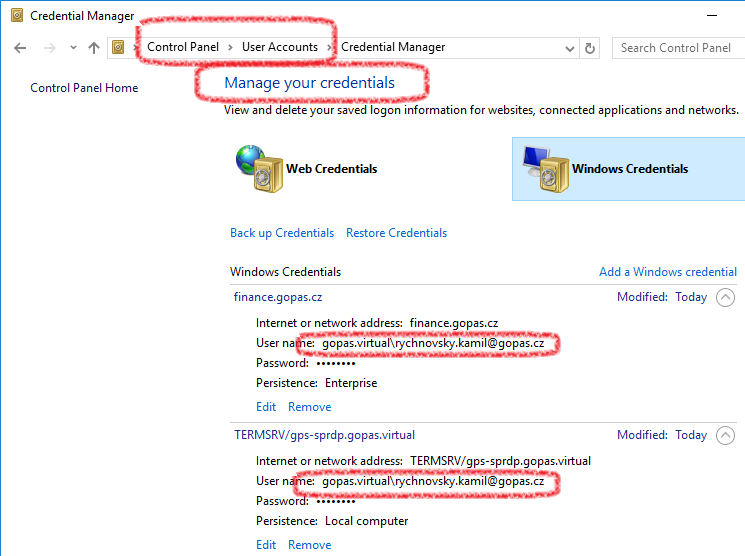 Credential Manager
Control Panel > User Accounts > Credential Manager
Search Control Panel
Control Panel Home
Manage your credentials
View and delete your saved logon information for websites, connected applications and networks.
Web Credentials
Windows Credentials
Back up Credentials Restore Credentials
Windows Credentials Add a Windows credential
finance.gopas.cz Modified: Today
Internet or network address: finance.gopas.cz
User name: gopas.virtual\rychnovsky.kamil@gopas.cz
Password: ••••••••
Persistence: Enterprise
Edit Remove
TERMSRV/gps-sprdp.gopas.virtual Modified: Today
Internet or network address: TERMSRV/gps-sprdp.gopas.virtual
User name: gopas.virtual\rychnovsky.kamil@gopas.cz
Password: ••••••••
Persistence: Local computer
Edit Remove